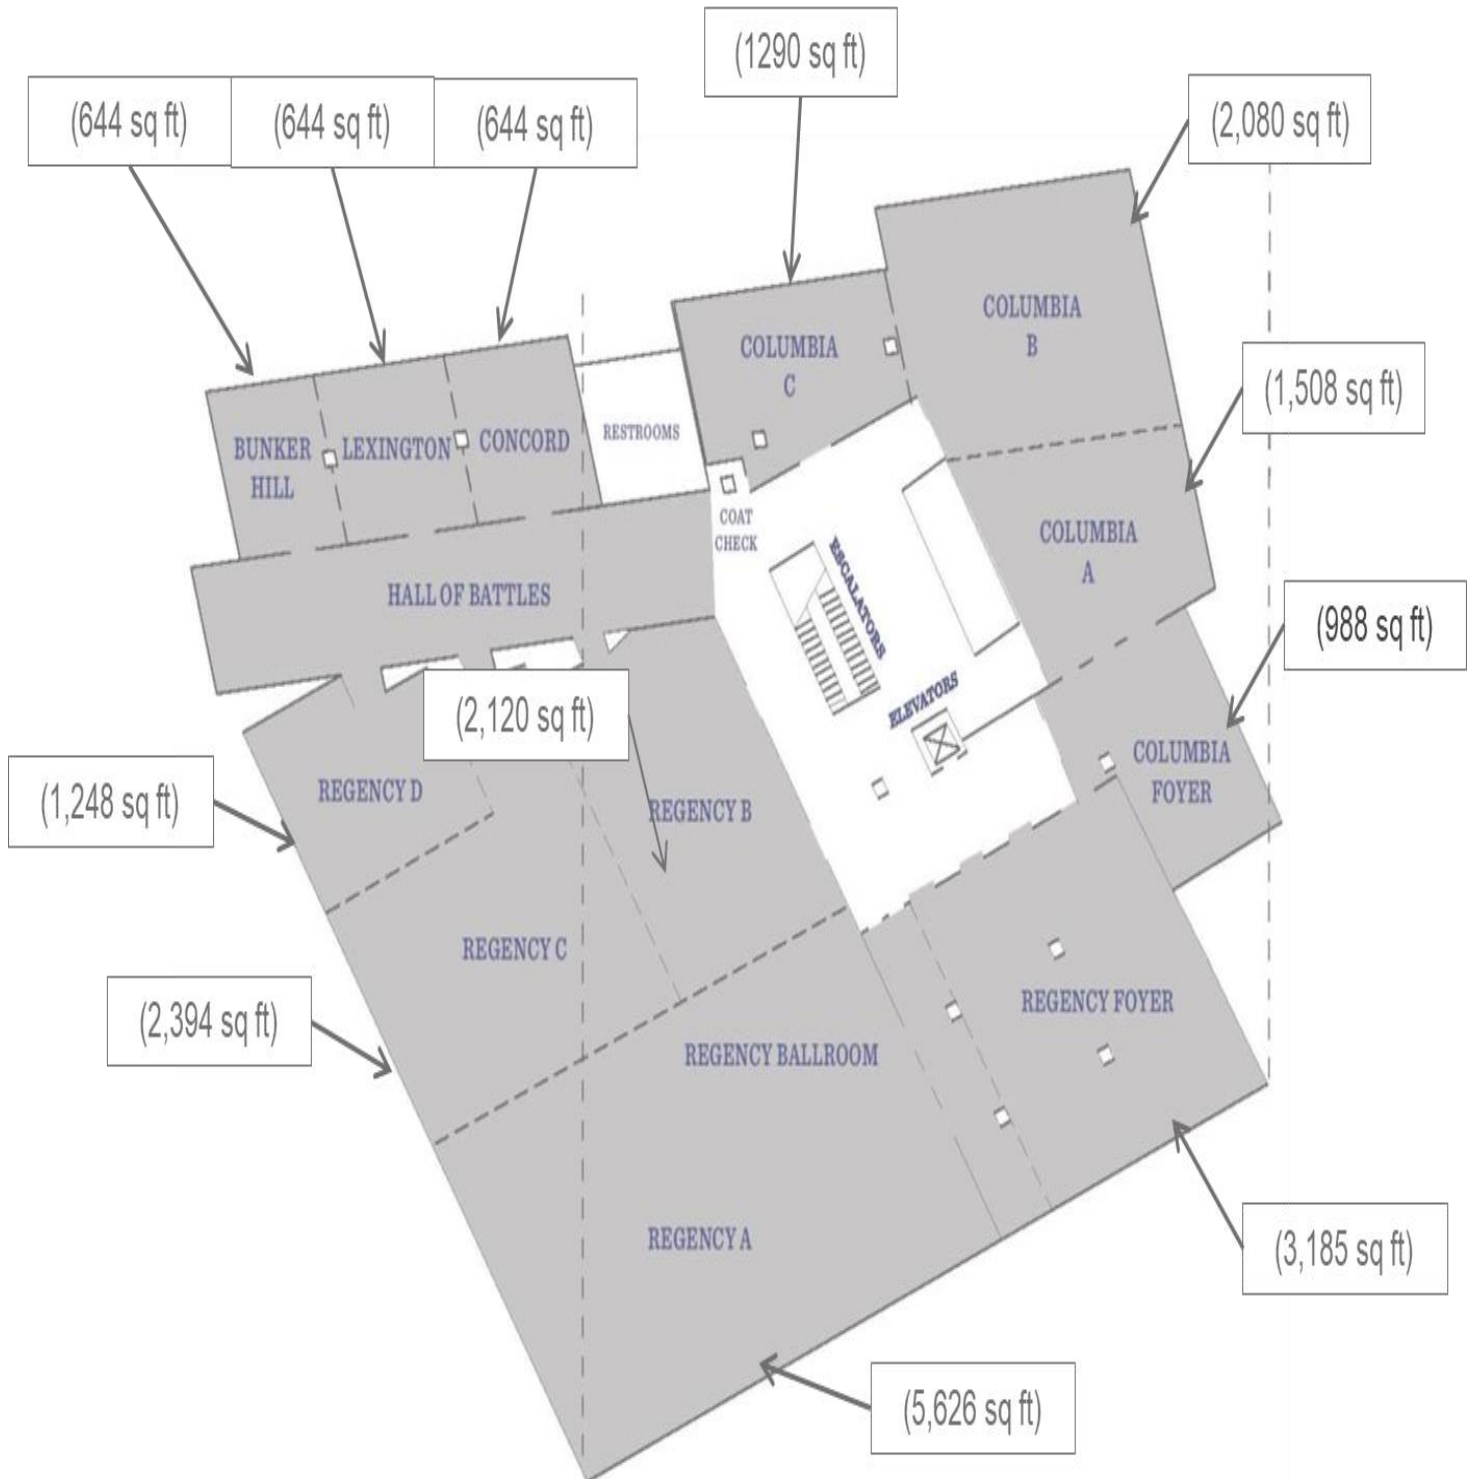 (1290 sq ft)
(644 sq ft)
(644 sq ft)
(644 sq ft)
(2,080 sq ft)
COLUMBIA
B
COLUMBIA
C
(1,508 sq ft)
BUNKER
HILL
LEXINGTON
CONCORD
RESTROOMS
COAT
CHECK
COLUMBIA
A
ESCALATORS
HALL OF BATTLES
(988 sq ft)
ELEVATORS
(2,120 sq ft)
COLUMBIA
FOYER
(1,248 sq ft)
REGENCY D
REGENCY B
REGENCY C
(2,394 sq ft)
REGENCY FOYER
REGENCY BALLROOM
REGENCY A
(3,185 sq ft)
(5,626 sq ft)